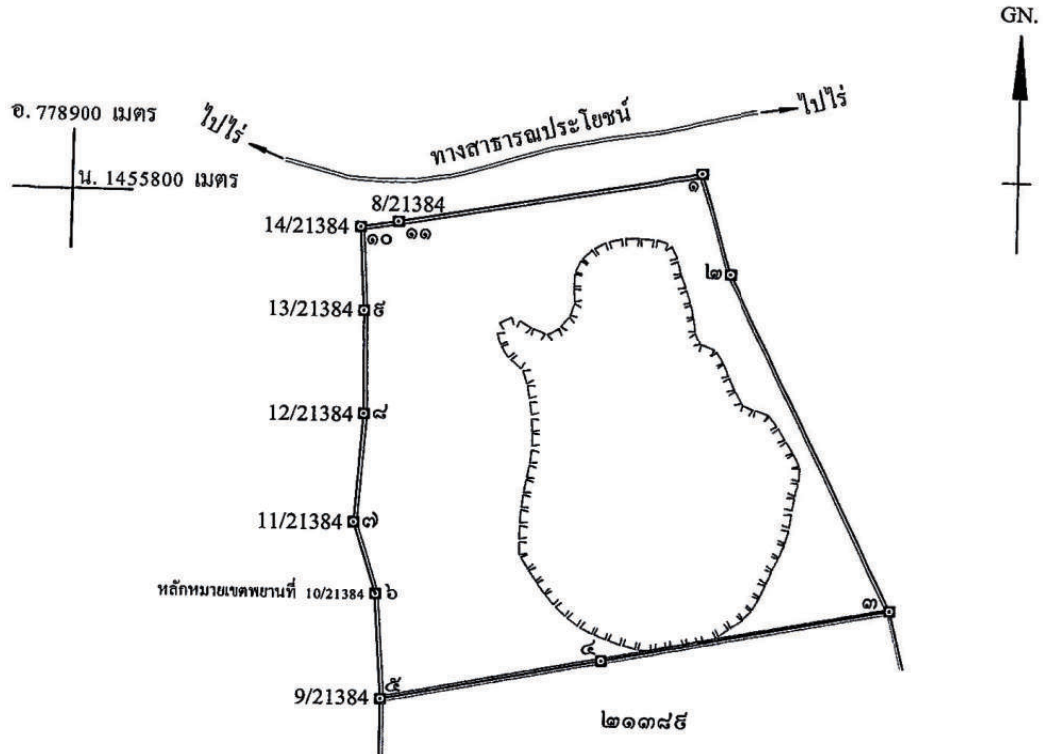 GN.
อ. 778900 เมตร
น. 1455800 เมตร
ไปไร่
ทางสาธารณประโยชน์
ไปไร่
๑
8/21384
14/21384
๑๐
๑๑
๒
13/21384 ๙
12/21384 ๘
11/21384 ๗
หลักหมายเขตพยานที่ 10/21384 ๖
๓
๔
๕
9/21384
๒๑๓๘๕